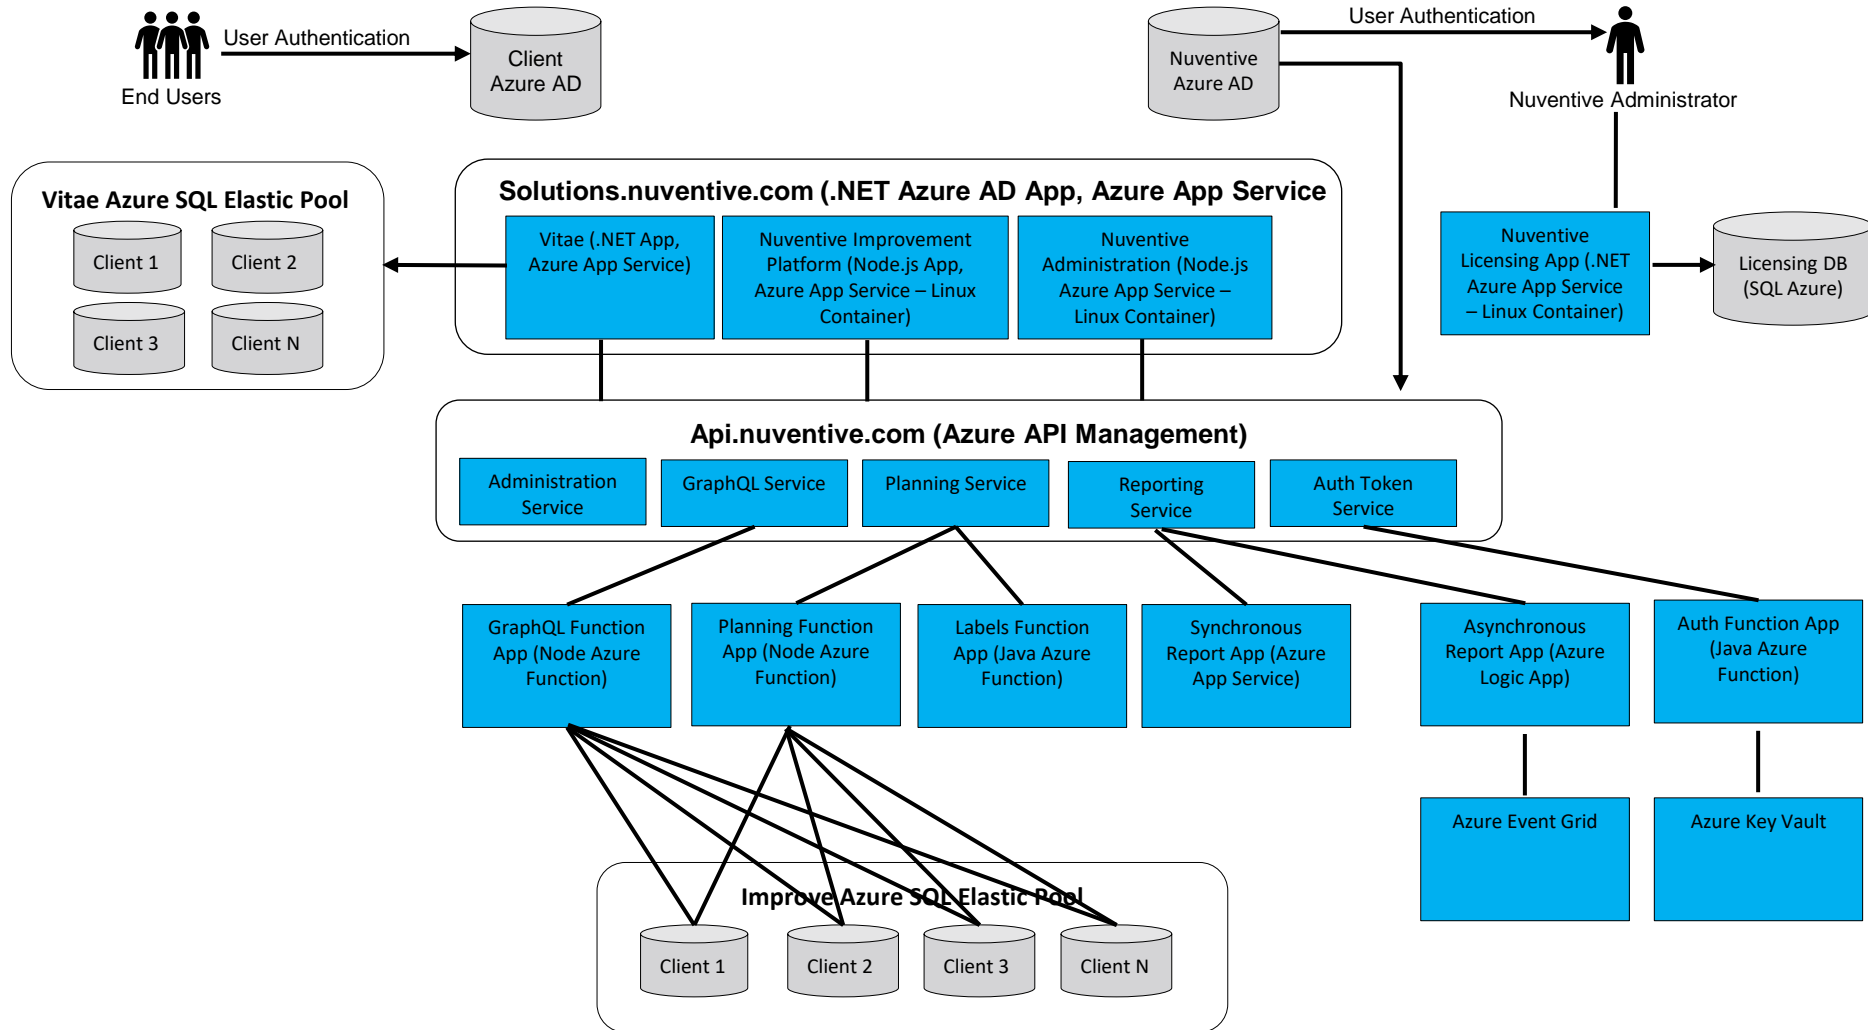 User Authentication
End Users
Client
Azure AD
Nuventive
Azure AD
User Authentication
Nuventive Administrator
Vitae Azure SQL Elastic Pool
Client 1
Client 2
Client 3
Client N
Solutions.nuventive.com (.NET Azure AD App, Azure App Service
Vitae (.NET App,
Azure App Service)
Nuventive Improvement
Platform (Node.js App,
Azure App Service – Linux
Container)
Nuventive
Administration (Node.js
Azure App Service –
Linux Container)
Nuventive
Licensing App (.NET
Azure App Service
– Linux Container)
Licensing DB
(SQL Azure)
Api.nuventive.com (Azure API Management)
Administration
Service
GraphQL Service
Planning Service
Reporting
Service
Auth Token
Service
GraphQL Function
App (Node Azure
Function)
Planning Function
App (Node Azure
Function)
Labels Function
App (Java Azure
Function)
Synchronous
Report App (Azure
App Service)
Asynchronous
Report App (Azure
Logic App)
Auth Function App
(Java Azure
Function)
Azure Event Grid
Azure Key Vault
Improve Azure SQL Elastic Pool
Client 1
Client 2
Client 3
Client N